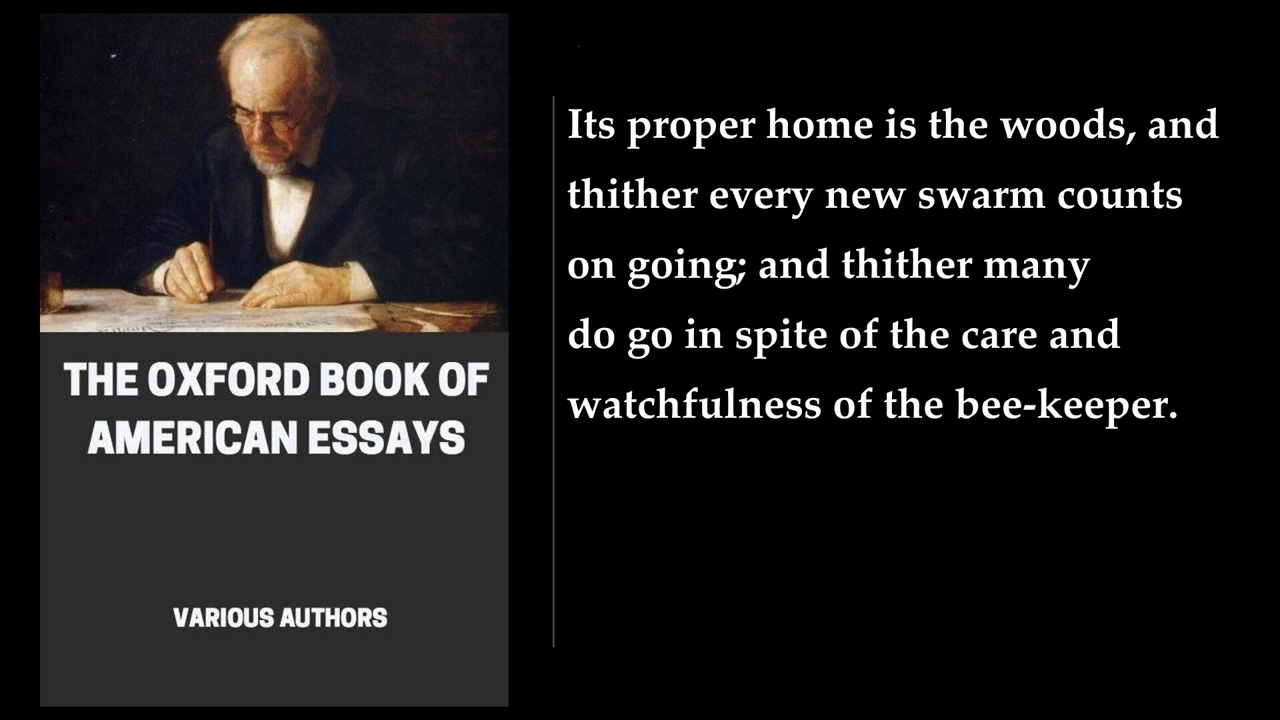 THE OXFORD BOOK OF
AMERICAN ESSAYS
VARIOUS AUTHORS
Its proper home is the woods, and
thither every new swarm counts
on going; and thither many
do go in spite of the care and
watchfulness of the bee-keeper.